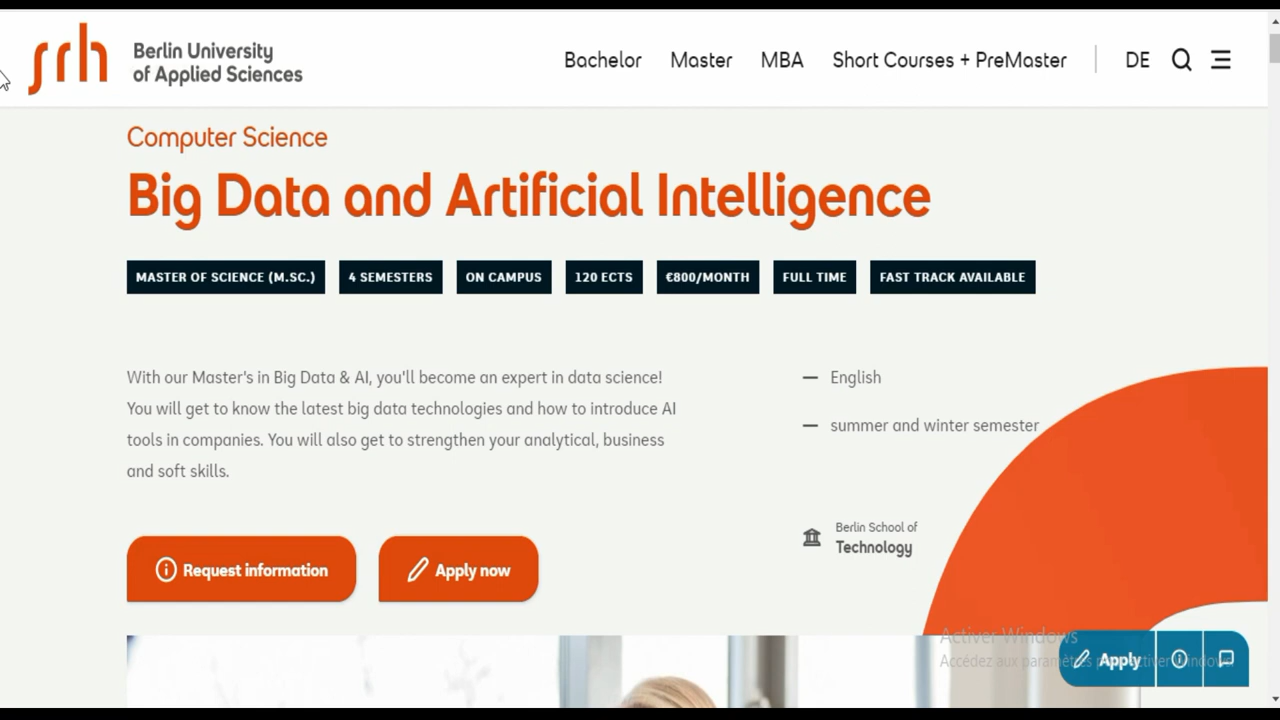 srh
Berlin University
of Applied Sciences
Bachelor Master MBA Short Courses + PreMaster DE
Computer Science
Big Data and Artificial Intelligence
MASTER OF SCIENCE (M.SC.) 4 SEMESTERS ON CAMPUS 120 ECTS €800/MONTH FULL TIME FAST TRACK AVAILABLE
With our Master's in Big Data & AI, you'll become an expert in data science!
You will get to know the latest big data technologies and how to introduce AI
tools in companies. You will also get to strengthen your analytical, business
and soft skills.
— English
— summer and winter semester
Berlin School of
Technology
Request information Apply now
Activer Windows
Accédez aux
Apply